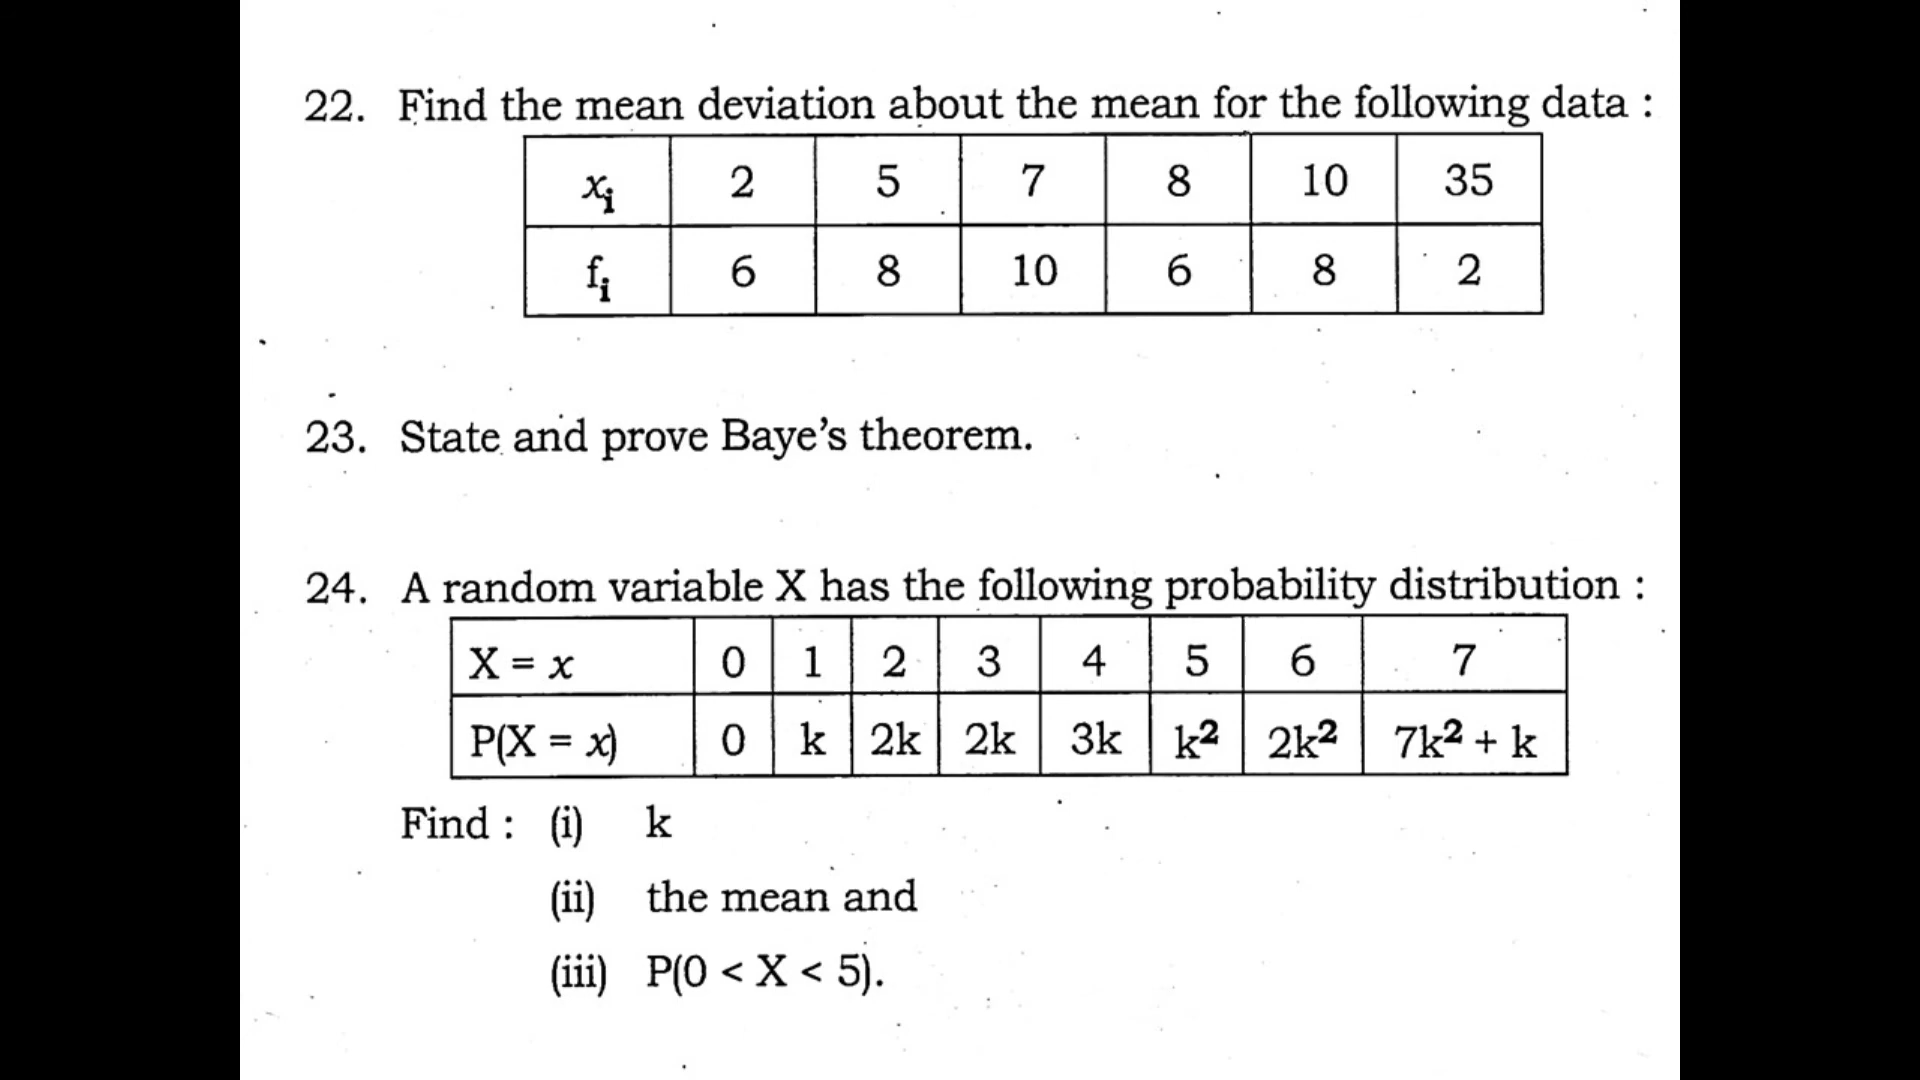 22. Find the mean deviation about the mean for the following data :
xᵢ 2 5 7 8 10 35
fᵢ 6 8 10 6 8 2
23. State and prove Baye's theorem.
24. A random variable X has the following probability distribution :
X = x 0 1 2 3 4 5 6 7
P(X = x) 0 k 2k 2k 3k k² 2k² 7k² + k
Find : (i) k
(ii) the mean and
(iii) P(0 < X < 5).